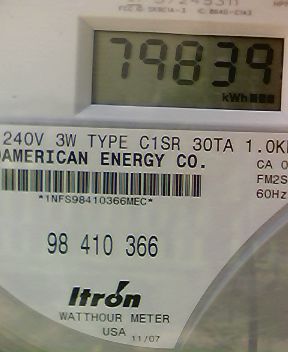 79839
kWh
240V 3W TYPE C1SR 30TA 1.0K
AMERICAN ENERGY CO.
CA 0
*1NFS98410366MEC*
FM2S
60Hz
98 410 366
Itron
WATTHOUR METER
USA 11/07